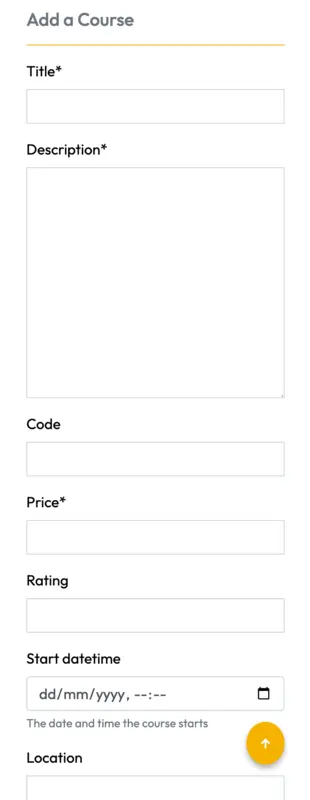 Add a Course
Title*
Description*
Code
Price*
Rating
Start datetime
dd/mm/yyyy, --:--
The date and time the course starts
Location